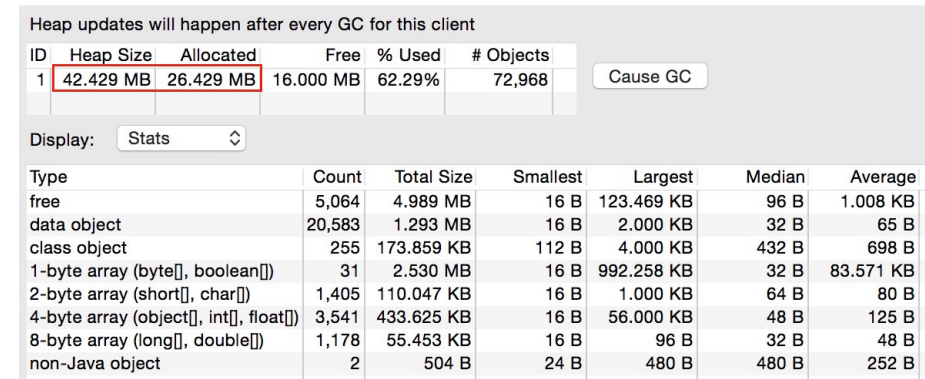 Heap updates will happen after every GC for this client
ID Heap Size Allocated Free % Used # Objects
1 42.429 MB 26.429 MB 16.000 MB 62.29% 72,968 Cause GC
Display: Stats
Type Count Total Size Smallest Largest Median Average
free 5,064 4.989 MB 16 B 123.469 KB 96 B 1.008 KB
data object 20,583 1.293 MB 16 B 2.000 KB 32 B 65 B
class object 255 173.859 KB 112 B 4.000 KB 432 B 698 B
1-byte array (byte[], boolean[]) 31 2.530 MB 16 B 992.258 KB 32 B 83.571 KB
2-byte array (short[], char[]) 1,405 110.047 KB 16 B 1.000 KB 64 B 80 B
4-byte array (object[], int[], float[]) 3,541 433.625 KB 16 B 56.000 KB 48 B 125 B
8-byte array (long[], double[]) 1,178 55.453 KB 16 B 96 B 32 B 48 B
non-Java object 2 504 B 24 B 480 B 480 B 252 B